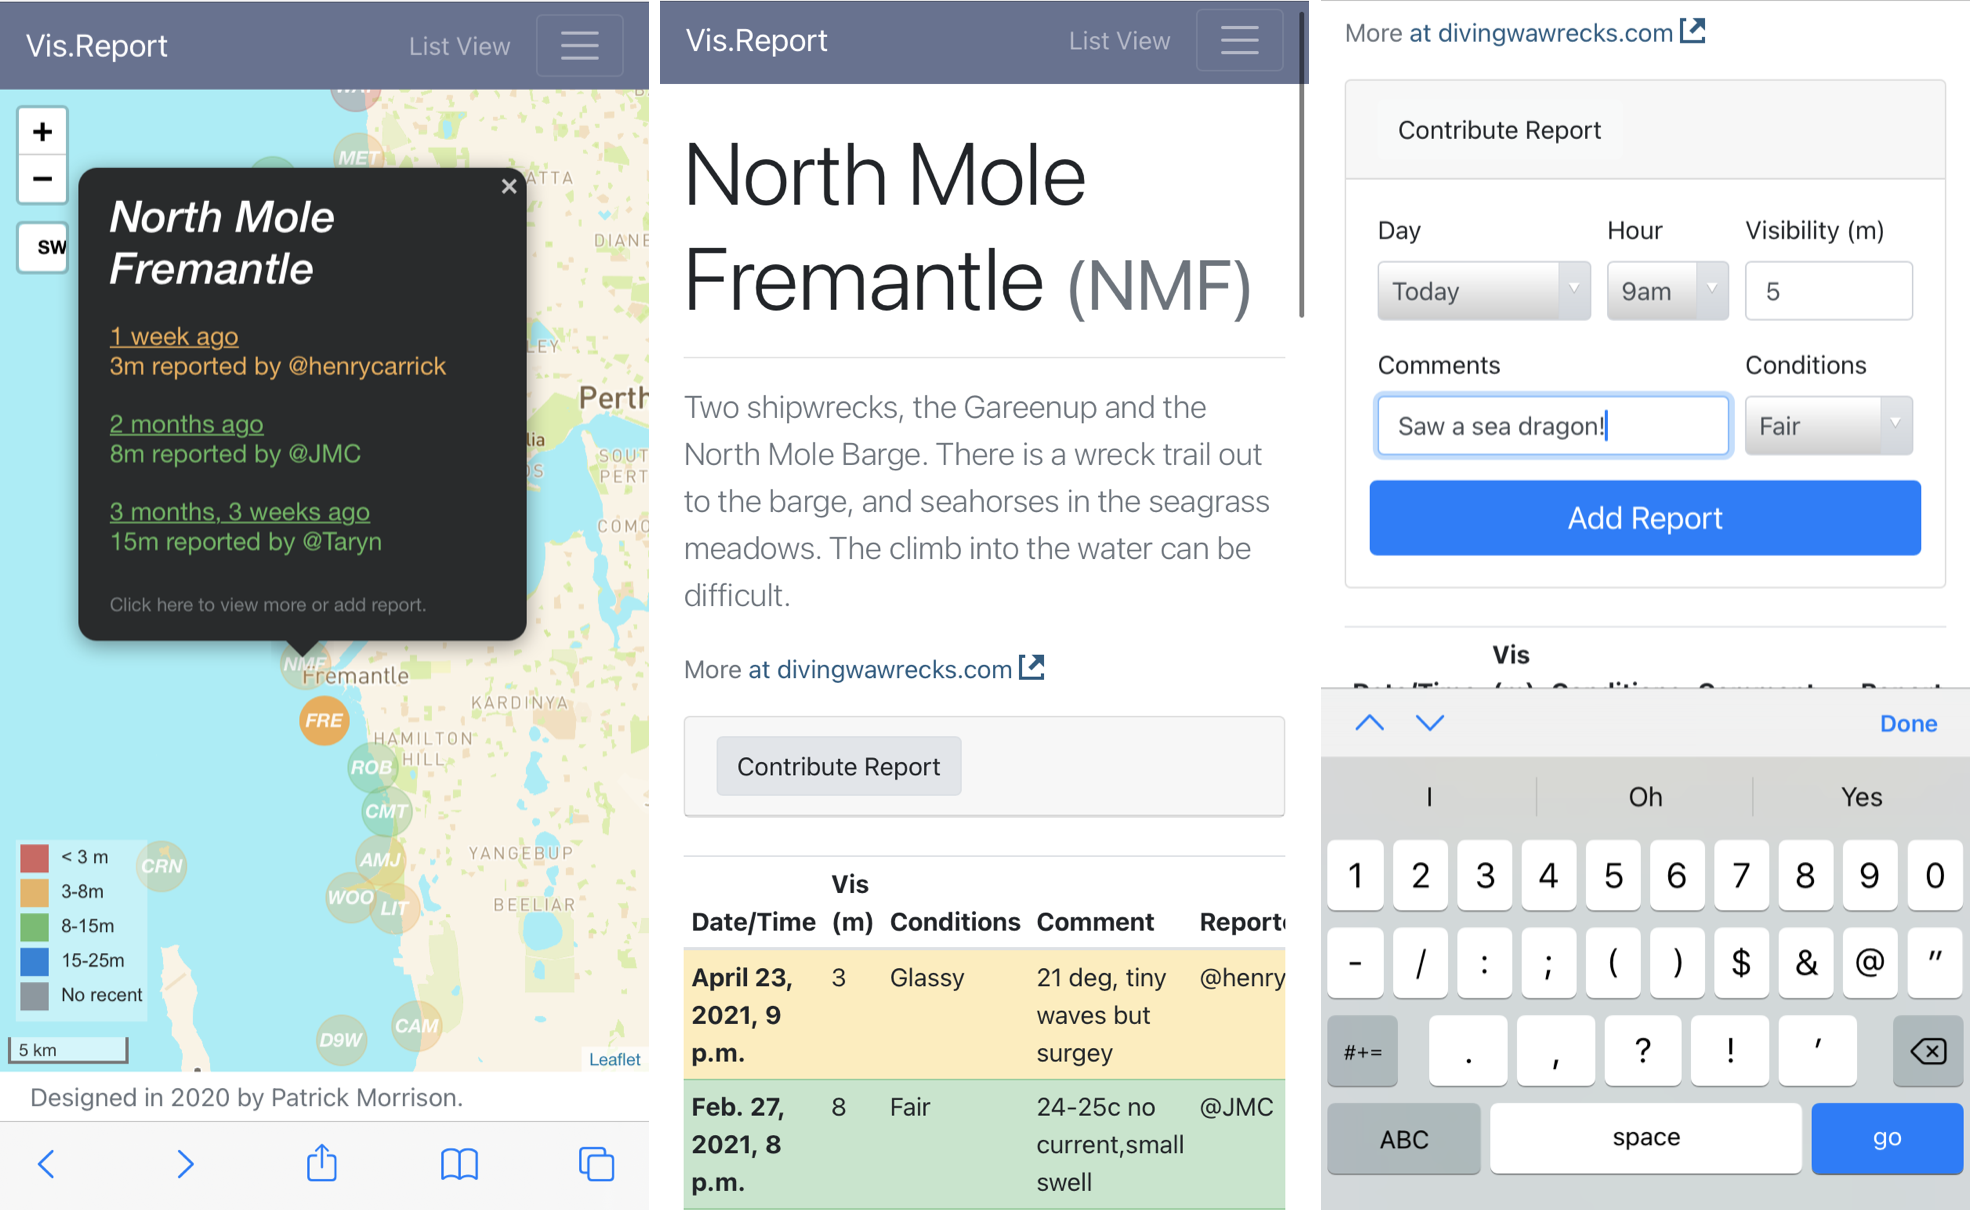 Vis.Report
List View
MET
ATTA
+
−
SW
×
North Mole
Fremantle
1 week ago
3m reported by @henrycarrick
2 months ago
8m reported by @JMC
3 months, 3 weeks ago
15m reported by @Taryn
Click here to view more or add report.
DIANE
LEY
Perth
lia
DS
SOUT
PERT
COMO
NMF
Fremantle
KARDINYA
FRE
HAMILTON
HILL
ROB
CMT
AMJ
YANGEBUP
CRN
WOO
LIT
BEELIAR
< 3 m
3-8m
8-15m
15-25m
No recent
CAM
D9W
5 km
Leaflet
Designed in 2020 by Patrick Morrison.
Vis.Report
List View
North Mole
Fremantle (NMF)
Two shipwrecks, the Gareenup and the
North Mole Barge. There is a wreck trail out
to the barge, and seahorses in the seagrass
meadows. The climb into the water can be
difficult.
More at divingwawrecks.com
Contribute Report
Vis
Date/Time (m) Conditions Comment Reporte
April 23, 3 Glassy 21 deg, tiny @henry
2021, 9 waves but
p.m. surgey
Feb. 27, 8 Fair 24-25c no @JMC
2021, 8 current,small
p.m. swell
More at divingwawrecks.com
Contribute Report
Day Hour Visibility (m)
Today 9am 5
Comments Conditions
Saw a sea dragon! Fair
Add Report
Vis
Date/Time (m) Conditions Comment Report
Done
I Oh Yes
1 2 3 4 5 6 7 8 9 0
- / : ; ( ) $ & @ "
#+= . , ? ! '
ABC space go